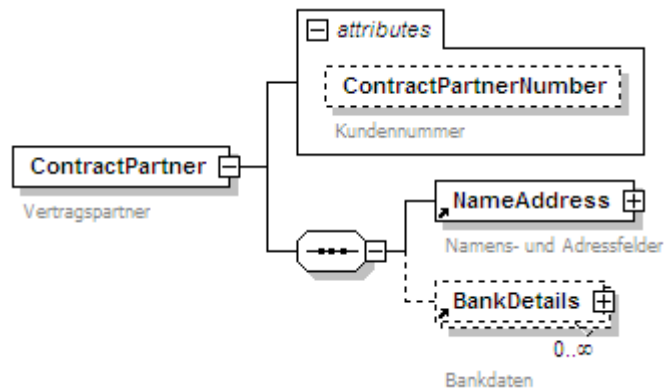 attributes
ContractPartnerNumber
Kundennummer
ContractPartner
Vertragspartner
NameAddress
Namens- und Adressfelder
BankDetails
0..∞
Bankdaten